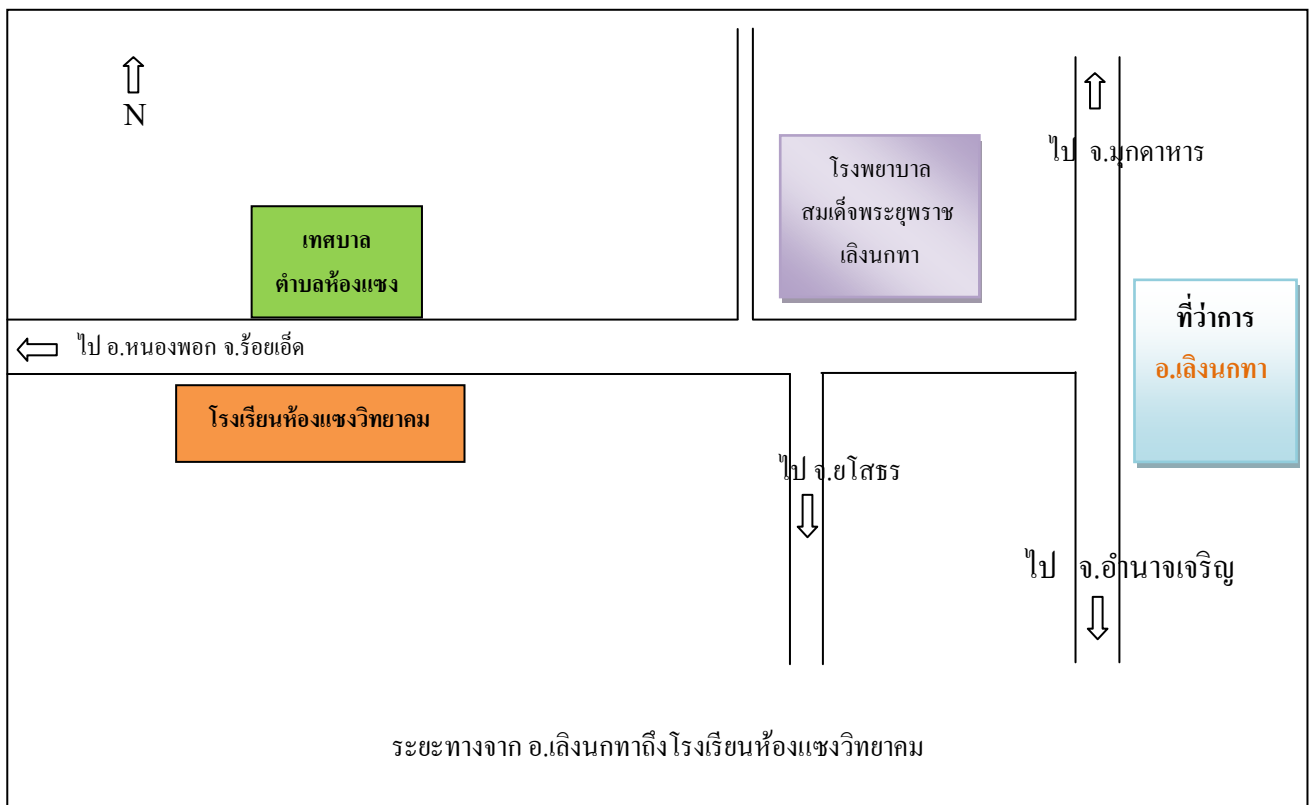 N
ไป จ.มุกดาหาร
โรงพยาบาล
สมเด็จพระยุพราช
เลิงนกทา
เทศบาล
ตำบลห้องแซง
ที่ว่าการ
อ.เลิงนกทา
ไป อ.หนองพอก จ.ร้อยเอ็ด
โรงเรียนห้องแซงวิทยาคม
ไป จ.ยโสธร
ไป จ.อำนาจเจริญ
ระยะทางจาก อ.เลิงนกทาถึงโรงเรียนห้องแซงวิทยาคม